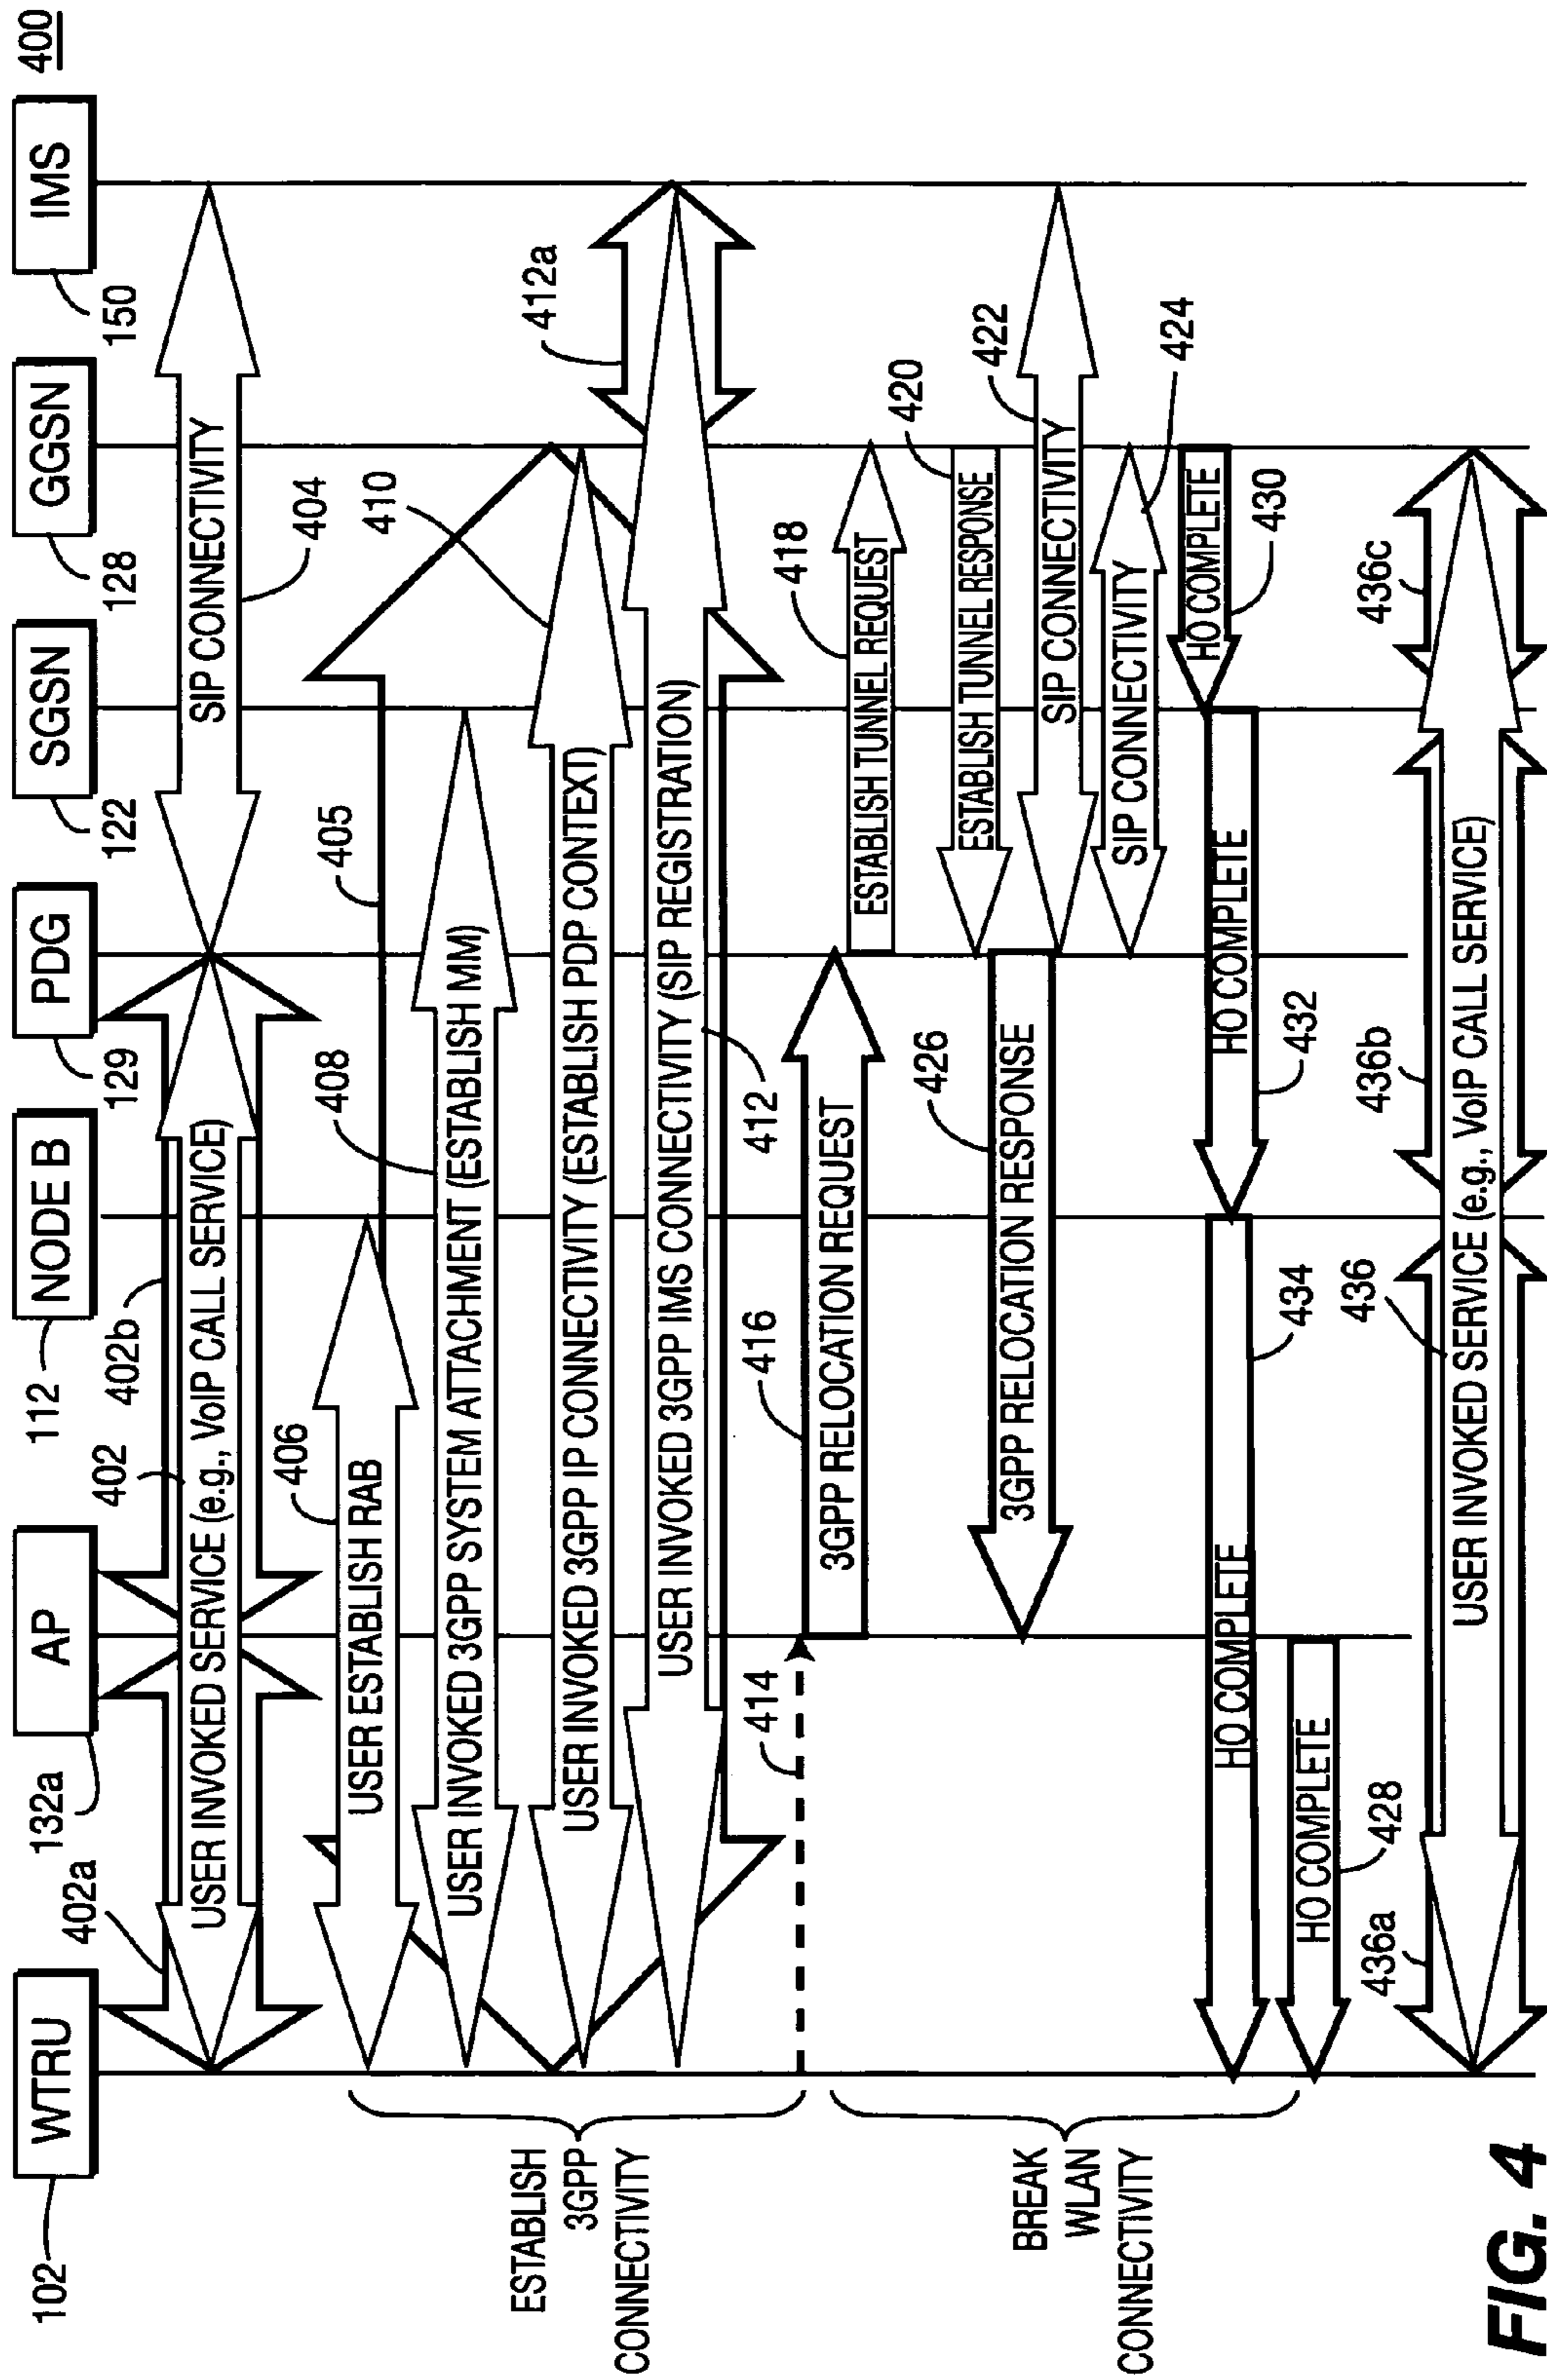 400
WTRU
AP
NODE B
PDG
SGSN
GGSN
IMS
102
132a
112
129
122
128
150
402a
402
402b
USER INVOKED SERVICE (e.g., VoIP CALL SERVICE)
SIP CONNECTIVITY
404
406
USER ESTABLISH RAB
405
408
USER INVOKED 3GPP SYSTEM ATTACHMENT (ESTABLISH MM)
410
USER INVOKED 3GPP IP CONNECTIVITY (ESTABLISH PDP CONTEXT)
412a
USER INVOKED 3GPP IMS CONNECTIVITY (SIP REGISTRATION)
412
ESTABLISH
3GPP
CONNECTIVITY
414
416
3GPP RELOCATION REQUEST
418
ESTABLISH TUNNEL REQUEST
420
ESTABLISH TUNNEL RESPONSE
426
3GPP RELOCATION RESPONSE
422
SIP CONNECTIVITY
SIP CONNECTIVITY
424
BREAK
WLAN
CONNECTIVITY
HO COMPLETE
430
HO COMPLETE
432
HO COMPLETE
434
HO COMPLETE
428
436a
436
436b
436c
USER INVOKED SERVICE (e.g., VoIP CALL SERVICE)
FIG. 4